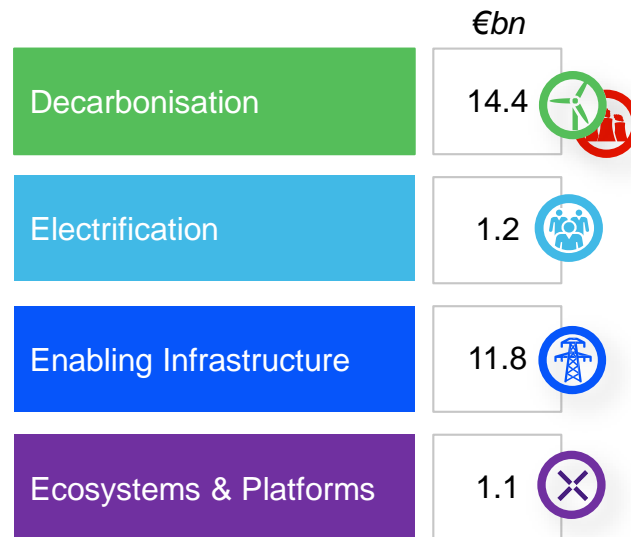 €bn
Decarbonisation 14.4
Electrification 1.2
Enabling Infrastructure 11.8
Ecosystems & Platforms 1.1